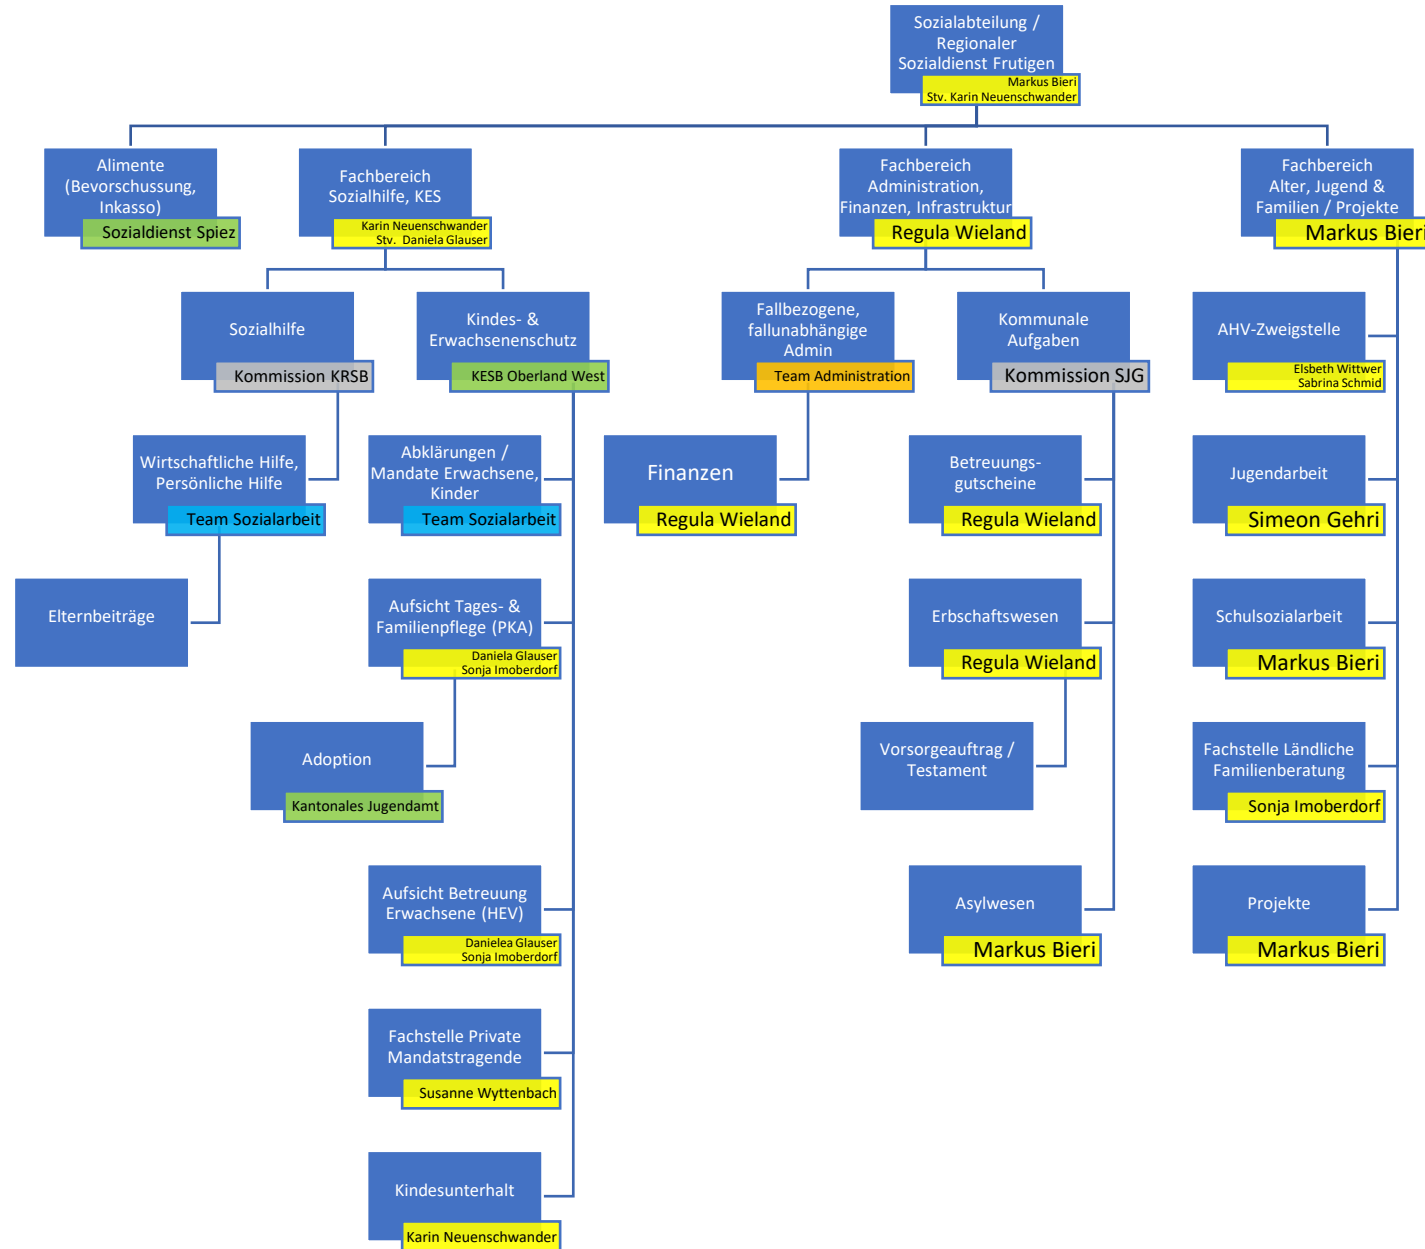 Sozialabteilung /
Regionaler
Sozialdienst Frutigen
Markus Bieri
Stv. Karin Neuenschwander
Alimente
(Bevorschussung,
Inkasso)
Sozialdienst Spiez
Fachbereich
Sozialhilfe, KES
Karin Neuenschwander
Stv. Daniela Glauser
Fachbereich
Administration,
Finanzen, Infrastruktur
Regula Wieland
Fachbereich
Alter, Jugend &
Familien / Projekte
Markus Bieri
Sozialhilfe
Kommission KRSB
Kindes- &
Erwachsenenschutz
KESB Oberland West
Fallbezogene,
fallunabhängige
Admin
Team Administration
Kommunale
Aufgaben
Kommission SJG
AHV-Zweigstelle
Elsbeth Wittwer
Sabrina Schmid
Wirtschaftliche Hilfe,
Persönliche Hilfe
Team Sozialarbeit
Abklärungen /
Mandate Erwachsene,
Kinder
Team Sozialarbeit
Finanzen
Regula Wieland
Betreuungs-
gutscheine
Regula Wieland
Jugendarbeit
Simeon Gehri
Elternbeiträge
Aufsicht Tages- &
Familienpflege (PKA)
Daniela Glauser
Sonja Imoberdorf
Erbschaftswesen
Regula Wieland
Schulsozialarbeit
Markus Bieri
Adoption
Kantonales Jugendamt
Vorsorgeauftrag /
Testament
Fachstelle Ländliche
Familienberatung
Sonja Imoberdorf
Aufsicht Betreuung
Erwachsene (HEV)
Danielea Glauser
Sonja Imoberdorf
Asylwesen
Markus Bieri
Projekte
Markus Bieri
Fachstelle Private
Mandatstragende
Susanne Wyttenbach
Kindesunterhalt
Karin Neuenschwander